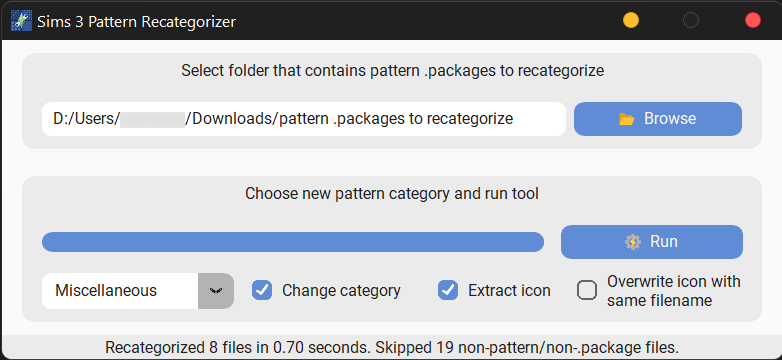 Sims 3 Pattern Recategorizer
Select folder that contains pattern .packages to recategorize
D:/Users/ /Downloads/pattern .packages to recategorize
Browse
Choose new pattern category and run tool
Run
Miscellaneous
Change category
Extract icon
Overwrite icon with
same filename
Recategorized 8 files in 0.70 seconds. Skipped 19 non-pattern/non-.package files.